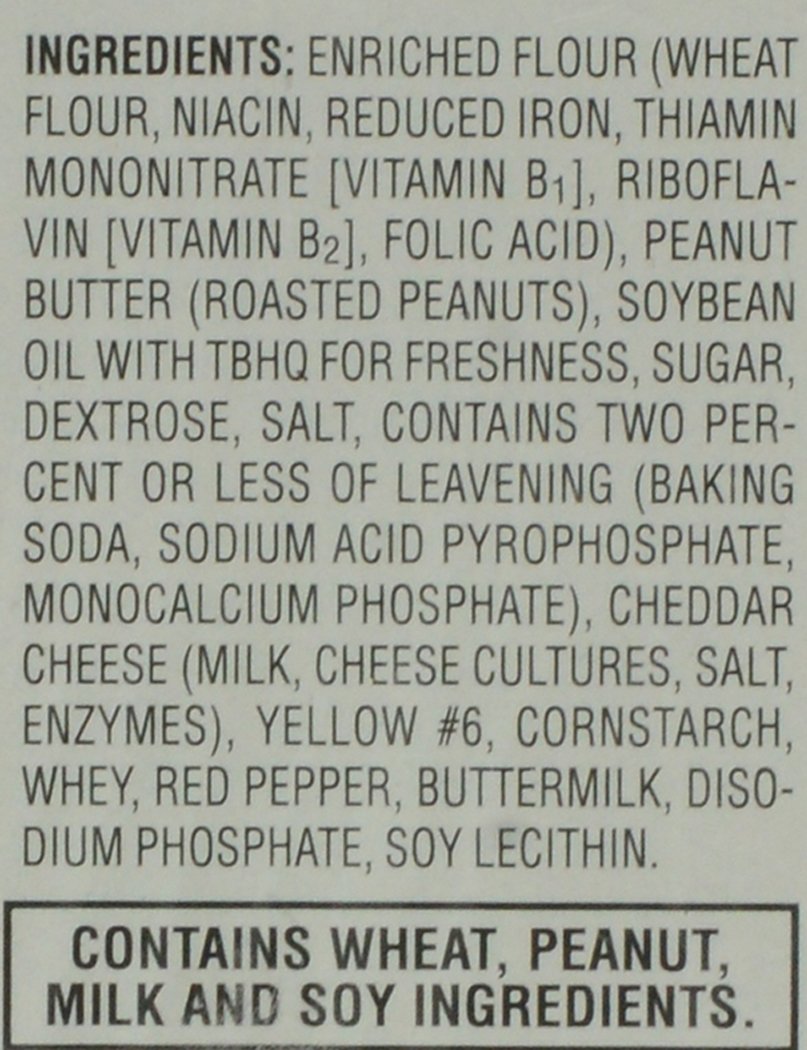 INGREDIENTS: ENRICHED FLOUR (WHEAT
FLOUR, NIACIN, REDUCED IRON, THIAMIN
MONONITRATE [VITAMIN B1], RIBOFLA-
VIN [VITAMIN B2], FOLIC ACID), PEANUT
BUTTER (ROASTED PEANUTS), SOYBEAN
OIL WITH TBHQ FOR FRESHNESS, SUGAR,
DEXTROSE, SALT, CONTAINS TWO PER-
CENT OR LESS OF LEAVENING (BAKING
SODA, SODIUM ACID PYROPHOSPHATE,
MONOCALCIUM PHOSPHATE), CHEDDAR
CHEESE (MILK, CHEESE CULTURES, SALT,
ENZYMES), YELLOW #6, CORNSTARCH,
WHEY, RED PEPPER, BUTTERMILK, DISO-
DIUM PHOSPHATE, SOY LECITHIN.
CONTAINS WHEAT, PEANUT,
MILK AND SOY INGREDIENTS.